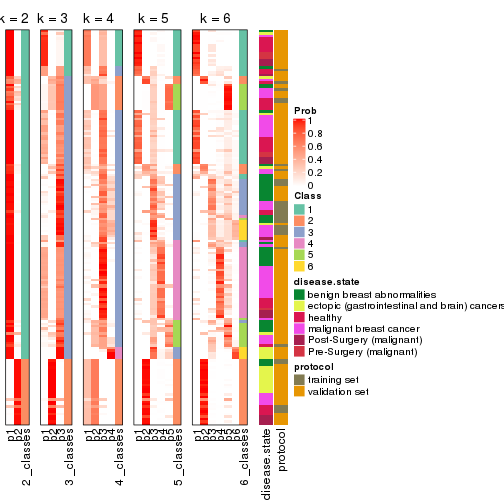 k = 2 k = 3 k = 4 k = 5 k = 6
Prob
1
0.8
0.6
0.4
0.2
0
Class
1
2
3
4
5
6
disease.state
benign breast abnormalities
ectopic (gastrointestinal and brain) cancers
healthy
malignant breast cancer
Post-Surgery (malignant)
Pre-Surgery (malignant)
protocol
training set
validation set
p1 p2 2_classes p1 p2 p3 3_classes p1 p2 p3 p4 4_classes p1 p2 p3 p4 p5 5_classes p1 p2 p3 p4 p5 p6 6_classes disease.state protocol